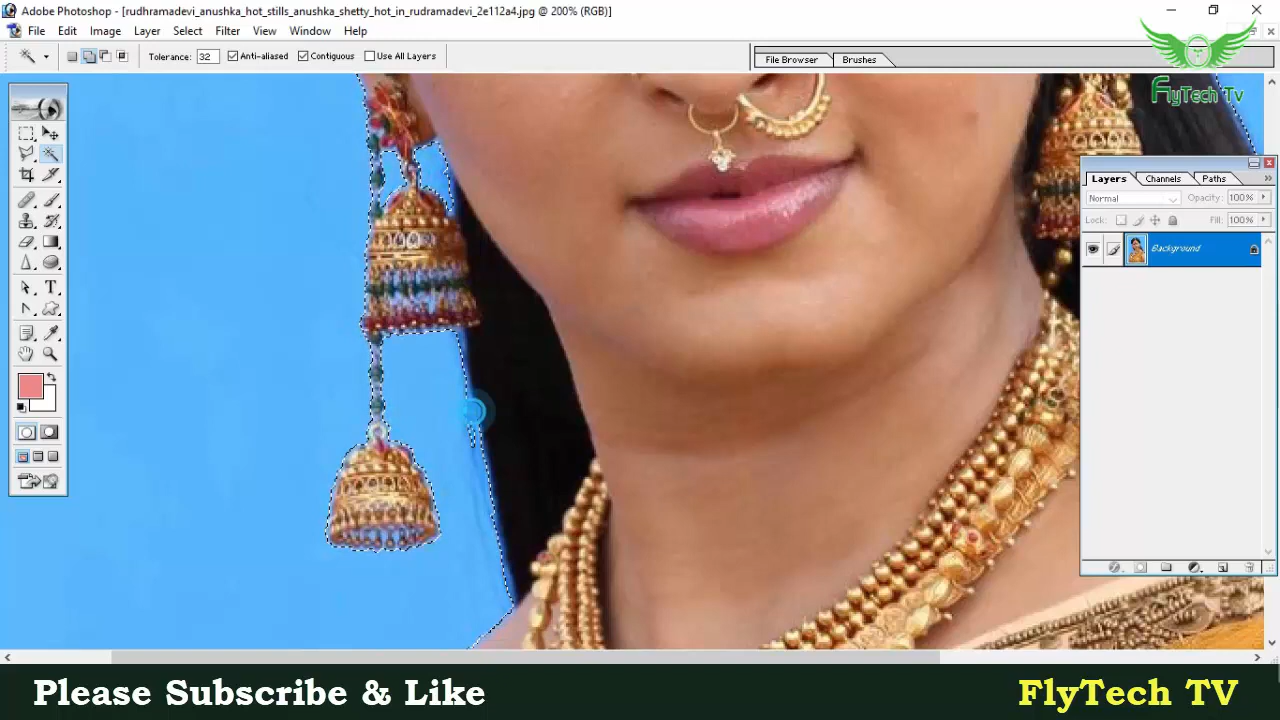 Adobe Photoshop - [rudhramadevi_anushka_hot_stills_anushka_shetty_hot_in_rudramadevi_2e112a4.jpg @ 200% (RGB)]
File Edit Image Layer Select Filter View Window Help
Tolerance: 32 Anti-aliased Contiguous Use All Layers
File Browser Brushes
FlyTech Tv
Layers Channels Paths
Normal Opacity: 100%
Lock: Fill: 100%
Background
Please Subscribe & Like
FlyTech TV